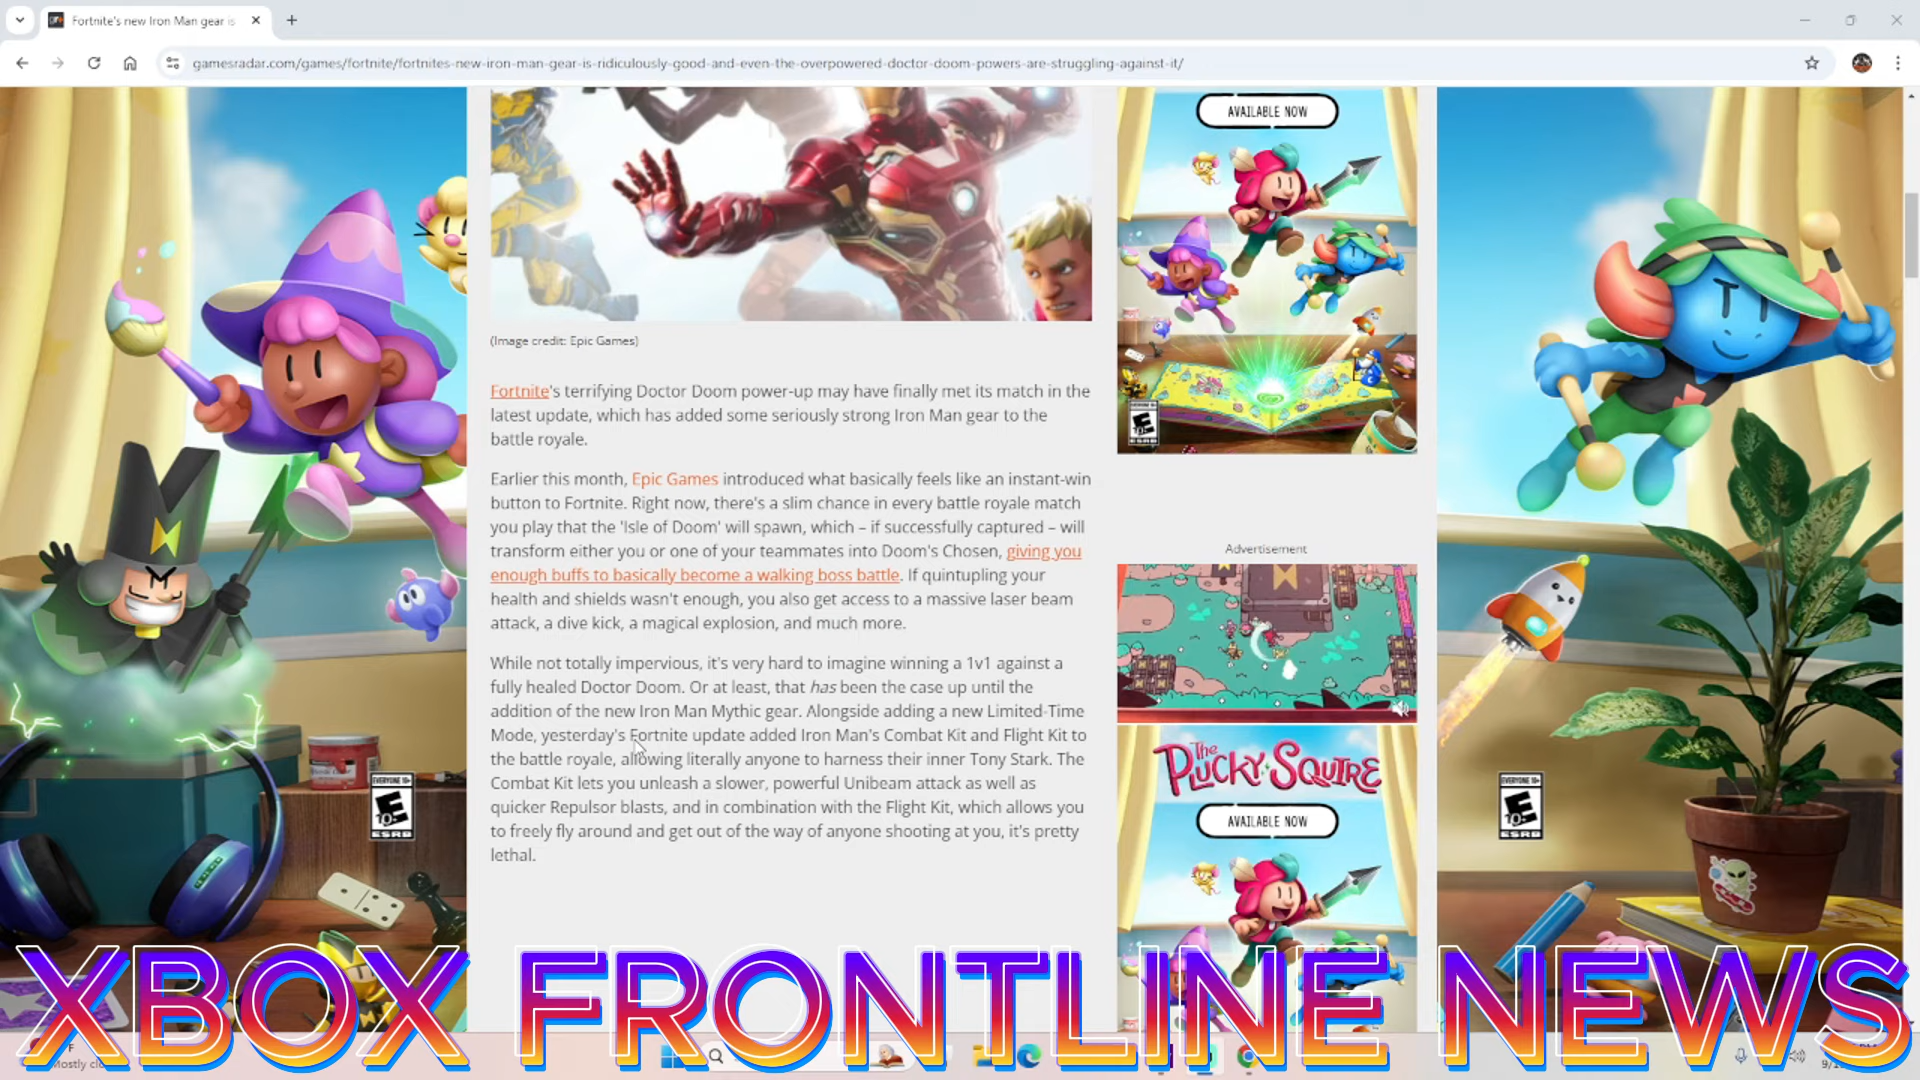 Fortnite's new Iron Man gear is
gamesradar.com/games/fortnite/fortnites-new-iron-man-gear-is-ridiculously-good-and-even-the-overpowered-doctor-doom-powers-are-struggling-against-it/
AVAILABLE NOW
EVERYONE 10+
E
10+
ESRB
(Image credit: Epic Games)
Fortnite's terrifying Doctor Doom power-up may have finally met its match in the
latest update, which has added some seriously strong Iron Man gear to the
battle royale.
Earlier this month, Epic Games introduced what basically feels like an instant-win
button to Fortnite. Right now, there's a slim chance in every battle royale match
you play that the 'Isle of Doom' will spawn, which – if successfully captured – will
transform either you or one of your teammates into Doom's Chosen, giving you
enough buffs to basically become a walking boss battle. If quintupling your
health and shields wasn't enough, you also get access to a massive laser beam
attack, a dive kick, a magical explosion, and much more.
While not totally impervious, it's very hard to imagine winning a 1v1 against a
fully healed Doctor Doom. Or at least, that has been the case up until the
addition of the new Iron Man Mythic gear. Alongside adding a new Limited-Time
Mode, yesterday's Fortnite update added Iron Man's Combat Kit and Flight Kit to
the battle royale, allowing literally anyone to harness their inner Tony Stark. The
Combat Kit lets you unleash a slower, powerful Unibeam attack as well as
quicker Repulsor blasts, and in combination with the Flight Kit, which allows you
to freely fly around and get out of the way of anyone shooting at you, it's pretty
lethal.
Advertisement
The
Plucky Squire
AVAILABLE NOW
EVERYONE 10+
E
10+
ESRB
EVERYONE 10+
E
10+
ESRB
XBOX FRONTLINE NEWS